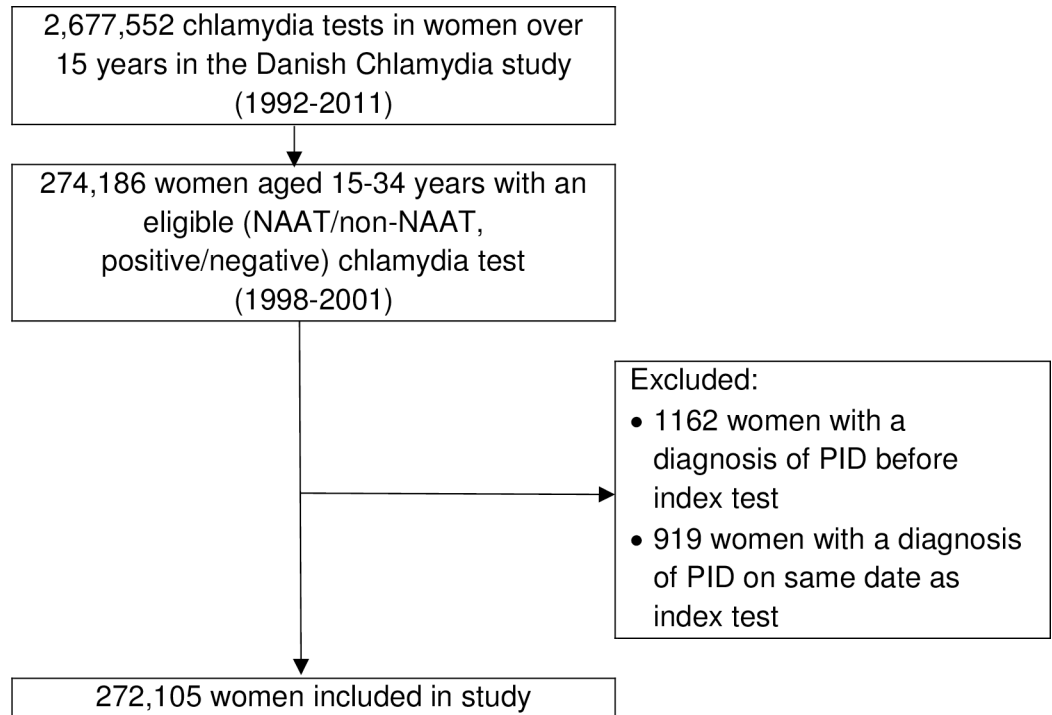 2,677,552 chlamydia tests in women over
15 years in the Danish Chlamydia study
(1992-2011)
274,186 women aged 15-34 years with an
eligible (NAAT/non-NAAT,
positive/negative) chlamydia test
(1998-2001)
Excluded:
• 1162 women with a
diagnosis of PID before
index test
• 919 women with a diagnosis
of PID on same date as
index test
272,105 women included in study